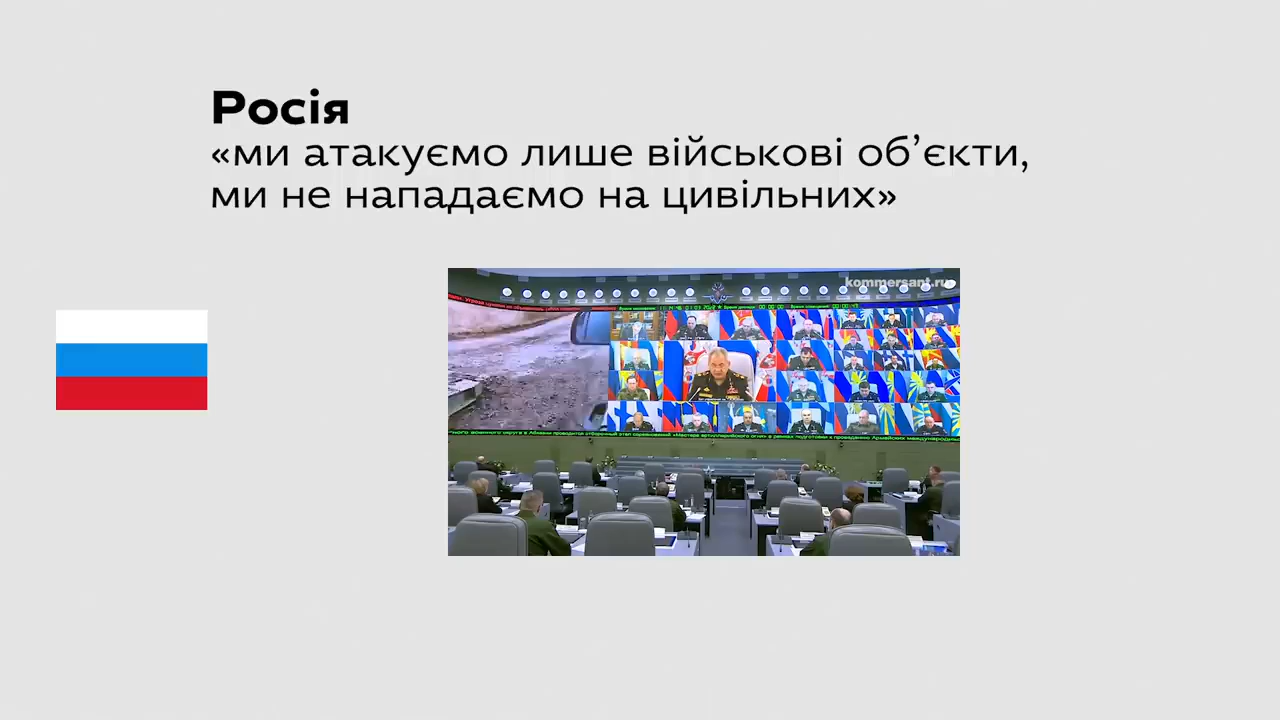 Росія
«ми атакуємо лише військові об’єкти,
ми не нападаємо на цивільних»
kommersant.ru